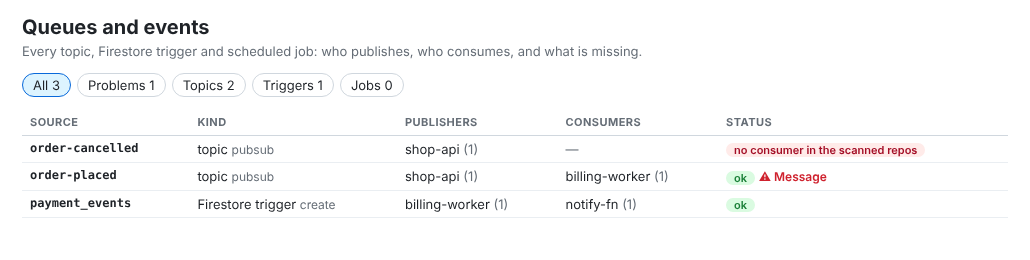 Queues and events
Every topic, Firestore trigger and scheduled job: who publishes, who consumes, and what is missing.
All 3 Problems 1 Topics 2 Triggers 1 Jobs 0
SOURCE KIND PUBLISHERS CONSUMERS STATUS
order-cancelled topic pubsub shop-api (1) — no consumer in the scanned repos
order-placed topic pubsub shop-api (1) billing-worker (1) ok ⚠ Message
payment_events Firestore trigger create billing-worker (1) notify-fn (1) ok